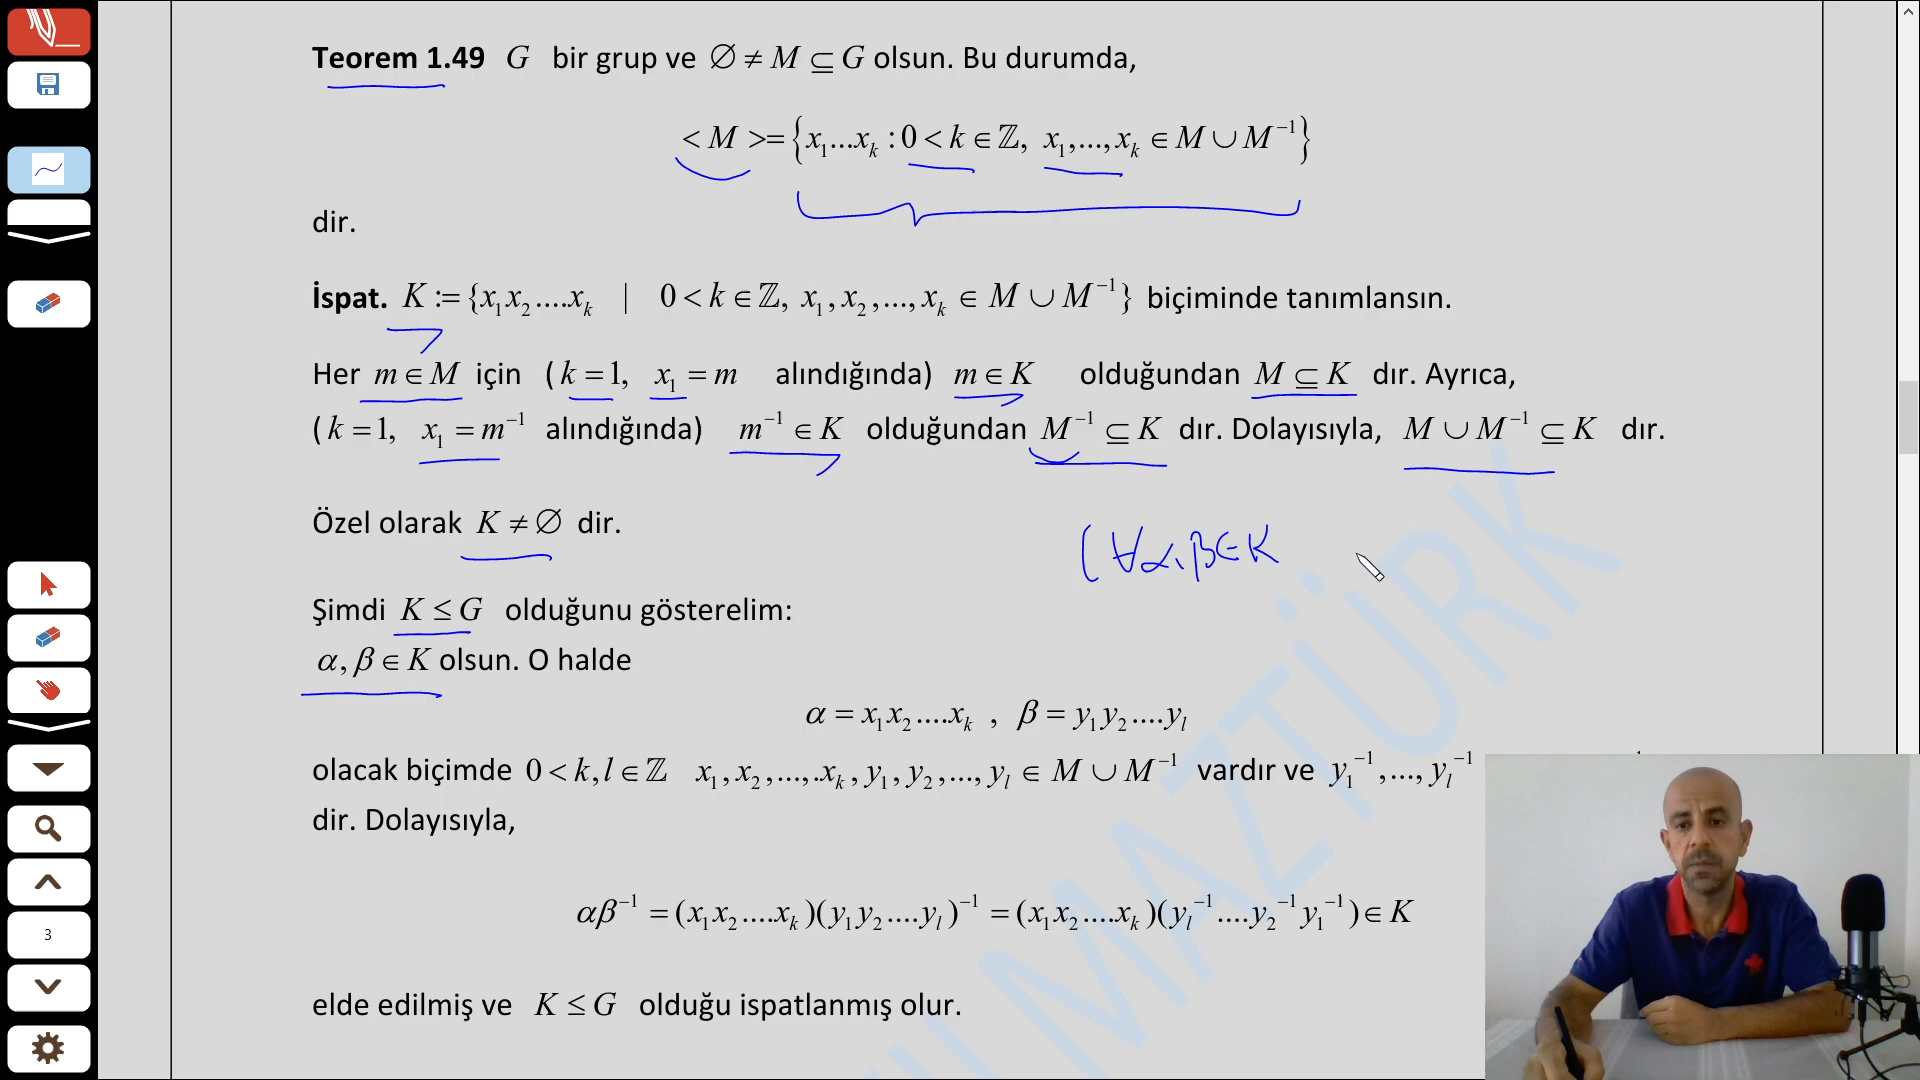 Teorem 1.49 G bir grup ve ∅ ≠ M ⊆ G olsun. Bu durumda,
< M >= {x₁...xₖ : 0 < k ∈ ℤ, x₁,...,xₖ ∈ M ∪ M⁻¹}
dir.
İspat. K := {x₁x₂....xₖ | 0 < k ∈ ℤ, x₁, x₂,..., xₖ ∈ M ∪ M⁻¹} biçiminde tanımlansın.
Her m ∈ M için ( k = 1, x₁ = m alındığında) m ∈ K olduğundan M ⊆ K dır. Ayrıca,
( k = 1, x₁ = m⁻¹ alındığında) m⁻¹ ∈ K olduğundan M⁻¹ ⊆ K dır. Dolayısıyla, M ∪ M⁻¹ ⊆ K dır.
Özel olarak K ≠ ∅ dir.
( ∀α, β ∈ K
Şimdi K ≤ G olduğunu gösterelim:
α, β ∈ K olsun. O halde
α = x₁x₂....xₖ , β = y₁y₂....yₗ
olacak biçimde 0 < k, l ∈ ℤ x₁, x₂,...,.xₖ, y₁, y₂,..., yₗ ∈ M ∪ M⁻¹ vardır ve y₁⁻¹,..., yₗ⁻¹
dir. Dolayısıyla,
αβ⁻¹ = (x₁x₂....xₖ)(y₁y₂....yₗ)⁻¹ = (x₁x₂....xₖ)(yₗ⁻¹....y₂⁻¹y₁⁻¹) ∈ K
elde edilmiş ve K ≤ G olduğu ispatlanmış olur.
3